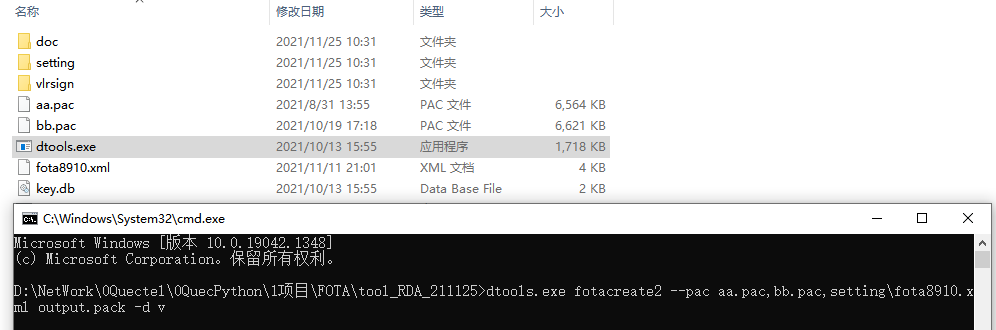 名称 修改日期 类型 大小
doc 2021/11/25 10:31 文件夹
setting 2021/11/25 10:31 文件夹
vlrsign 2021/11/25 10:31 文件夹
aa.pac 2021/8/31 13:55 PAC 文件 6,564 KB
bb.pac 2021/10/19 17:18 PAC 文件 6,621 KB
dtools.exe 2021/10/13 15:55 应用程序 1,718 KB
fota8910.xml 2021/11/11 21:01 XML 文档 4 KB
key.db 2021/10/13 15:55 Data Base File 2 KB
C:\Windows\System32\cmd.exe
Microsoft Windows [版本 10.0.19042.1348]
(c) Microsoft Corporation。保留所有权利。
D:\NetWork\0Quectel\0QuecPython\1项目\FOTA\tool_RDA_211125>dtools.exe fotacreate2 --pac aa.pac,bb.pac,setting\fota8910.x
ml output.pack -d v